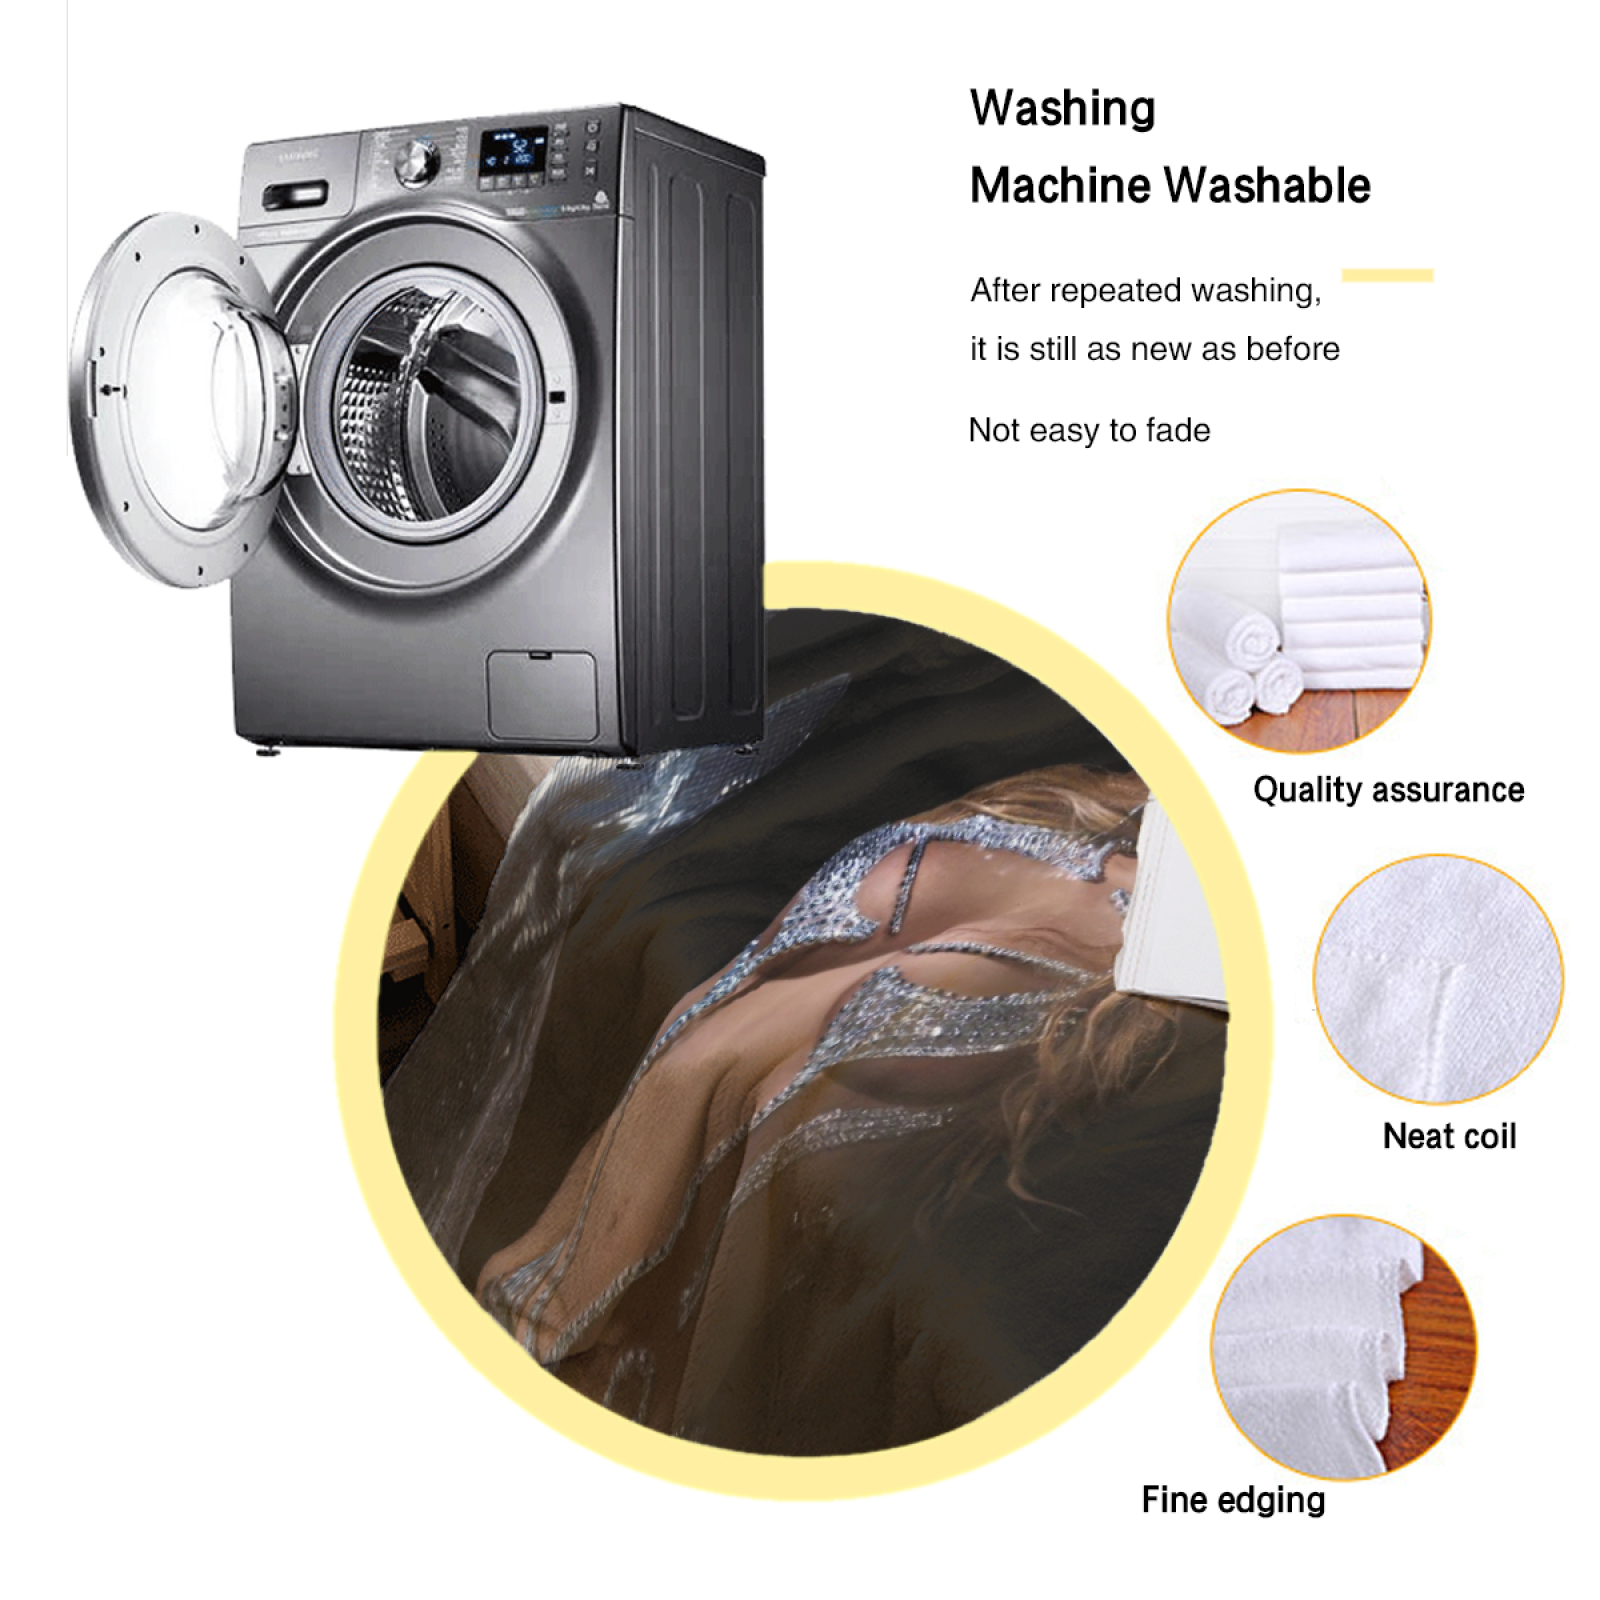 Washing
Machine Washable
After repeated washing,
it is still as new as before
Not easy to fade
Quality assurance
Neat coil
Fine edging